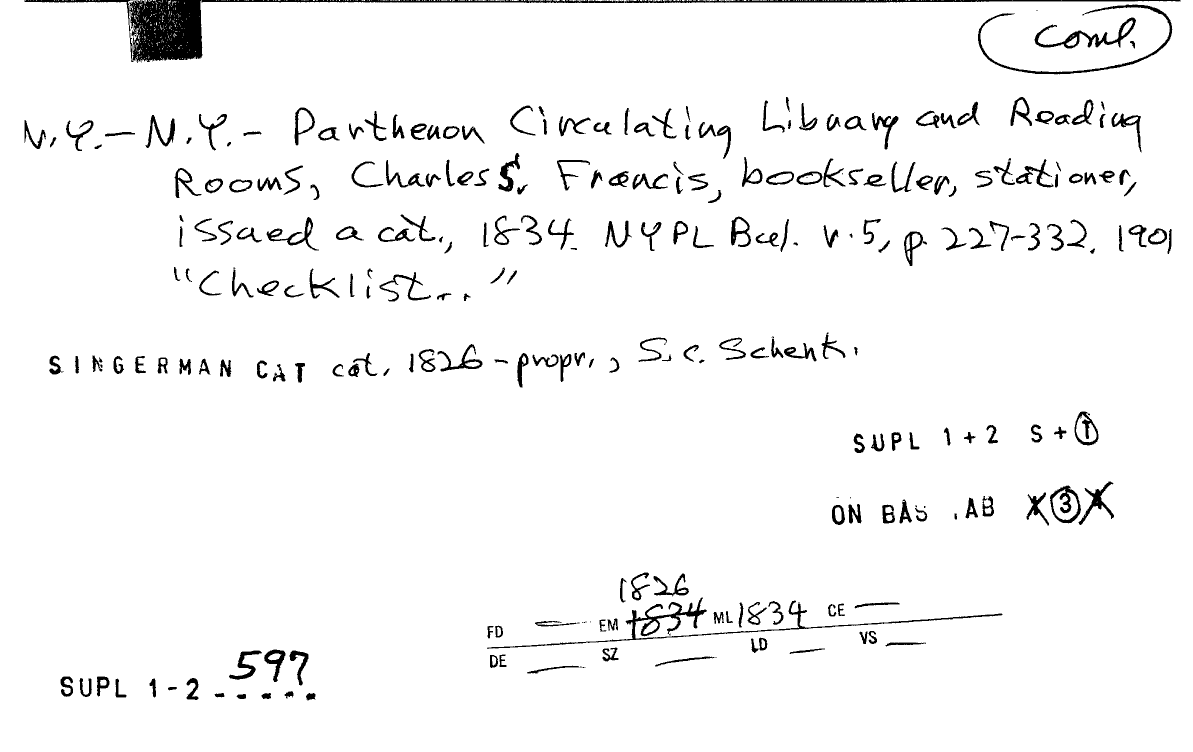 Coml.
N.Y.-N.Y.- Parthenon Circulating Library and Reading
Rooms, Charles S. Francis, bookseller, stationer,
issued a cat., 1834. NYPL Bul. v.5, p. 227-332. 1901
"Checklist..."
SINGERMAN CAT cat. 1826-propr., S.C. Schenk.
SUPL 1+2 S+T
ON BAS .AB 3
1826
FD — EM 1834 ML 1834 CE —
DE — SZ — LD — VS —
SUPL 1-2 597